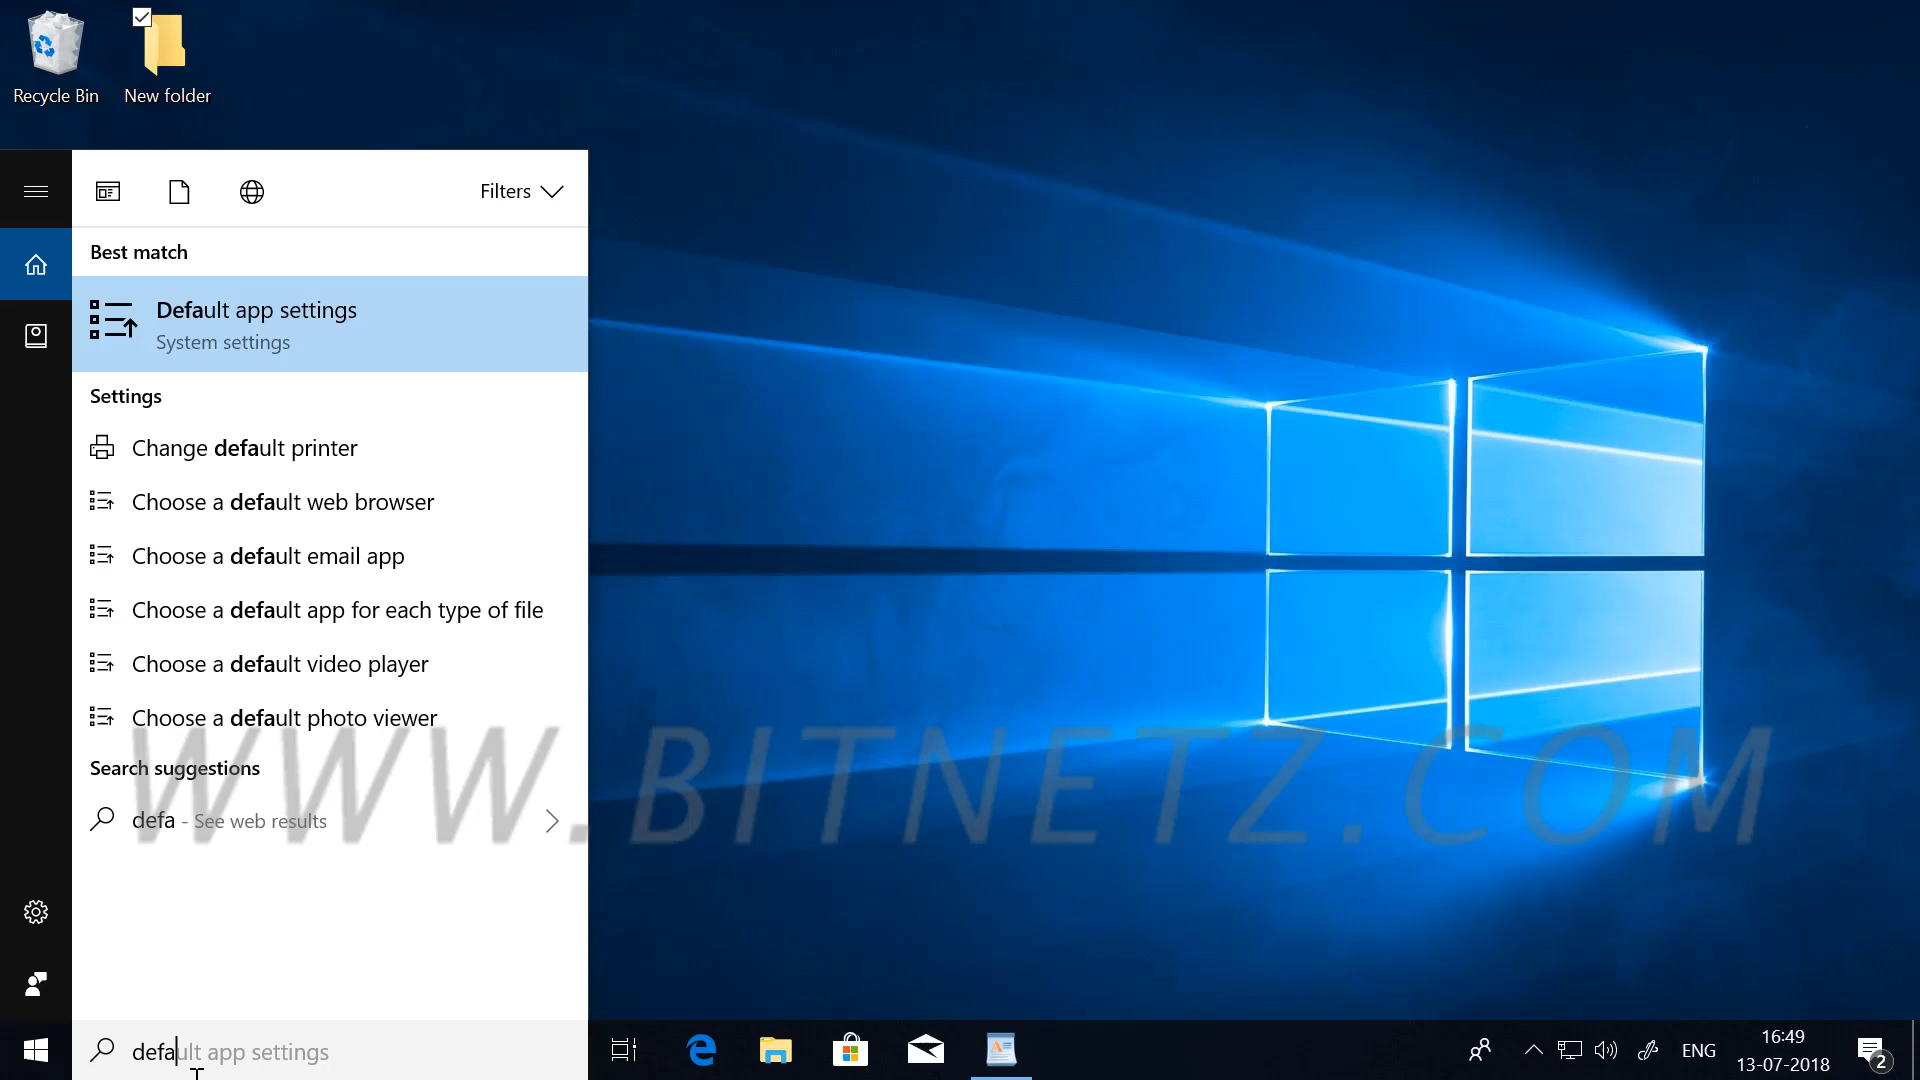 Recycle Bin
New folder
Filters
Best match
Default app settings
System settings
Settings
Change default printer
Choose a default web browser
Choose a default email app
Choose a default app for each type of file
Choose a default video player
Choose a default photo viewer
WWW.BITNETZ.COM
Search suggestions
defa - See web results
default app settings
ENG
16:49
13-07-2018
2